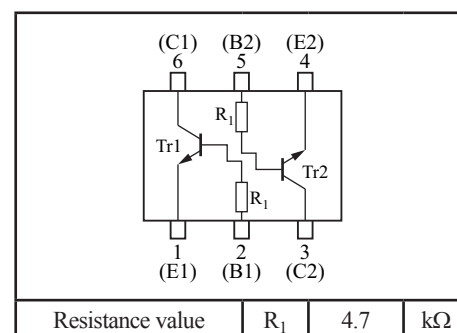 (C1) (B2) (E2)
6 5 4
R1
Tr1
Tr2
R1
1 2 3
(E1) (B1) (C2)
Resistance value R1 4.7 kΩ